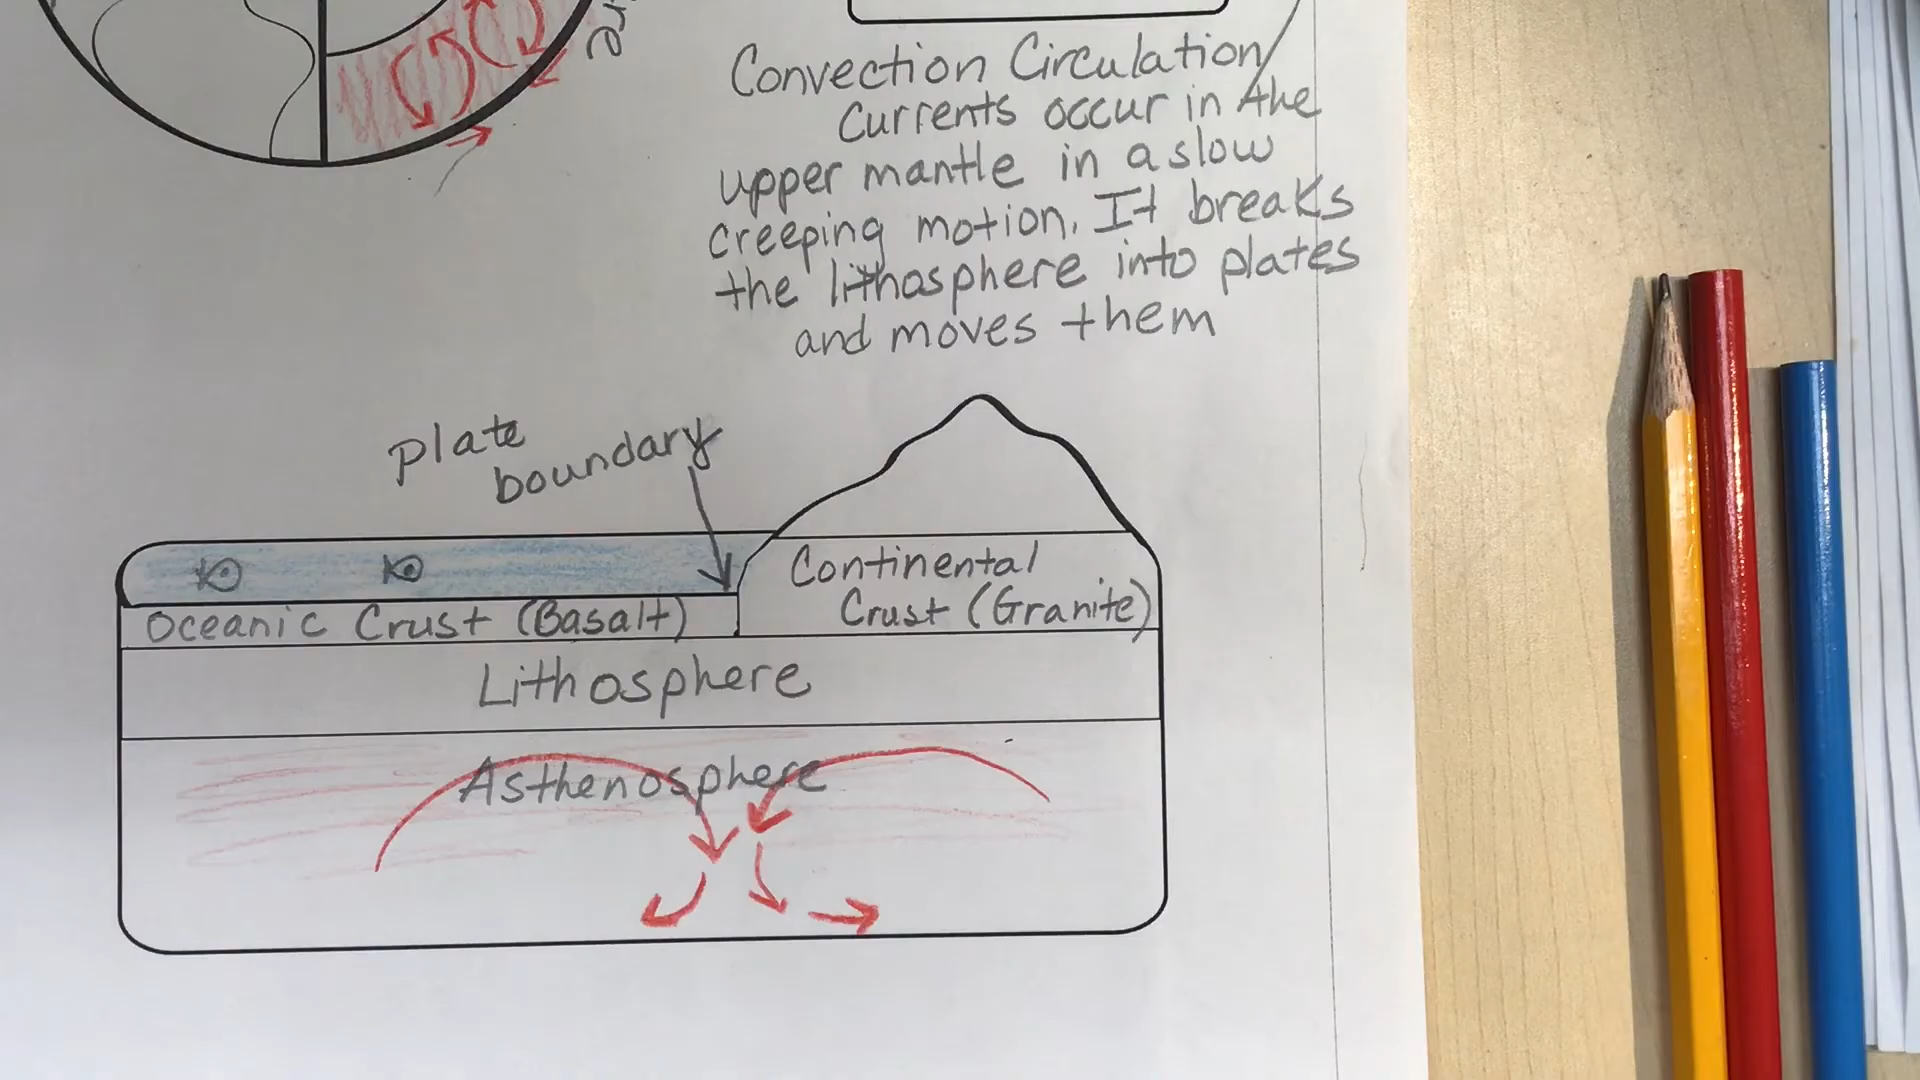 Convection Circulation
Currents occur in the
upper mantle in a slow
creeping motion. It breaks
the lithosphere into plates
and moves them
plate
boundary
Continental
Crust (Granite)
Oceanic Crust (Basalt)
Lithosphere
Asthenosphere